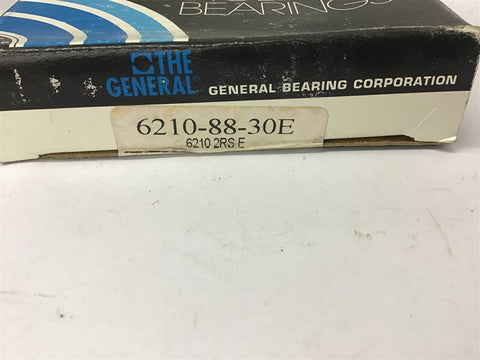 BEARINGS
THE
GENERAL
GENERAL BEARING CORPORATION
6210-88-30E
6210 2RS E